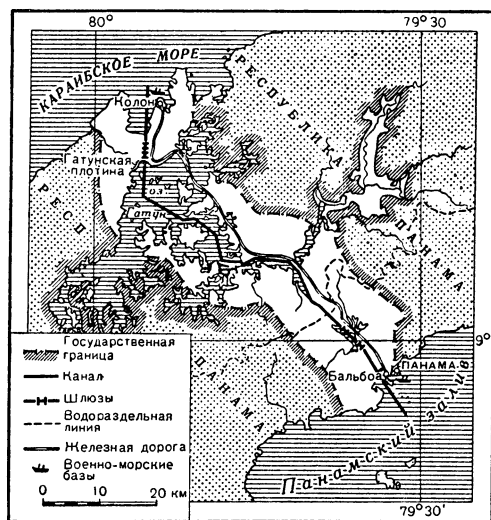 80°
79°30'
КАРАИБСКОЕ МОРЕ
РЕСПУБЛИКА
Колон
Гатунская
плотина
оз.
Гатун
РЕСП
ПАНАМА
9°
ПАНАМА
Бальбоа
ПАНАМА
Панамский залив
Государственная
граница
Канал
Шлюзы
Водораздельная
линия
Железная дорога
Военно-морские
базы
0 10 20 км
79°30'